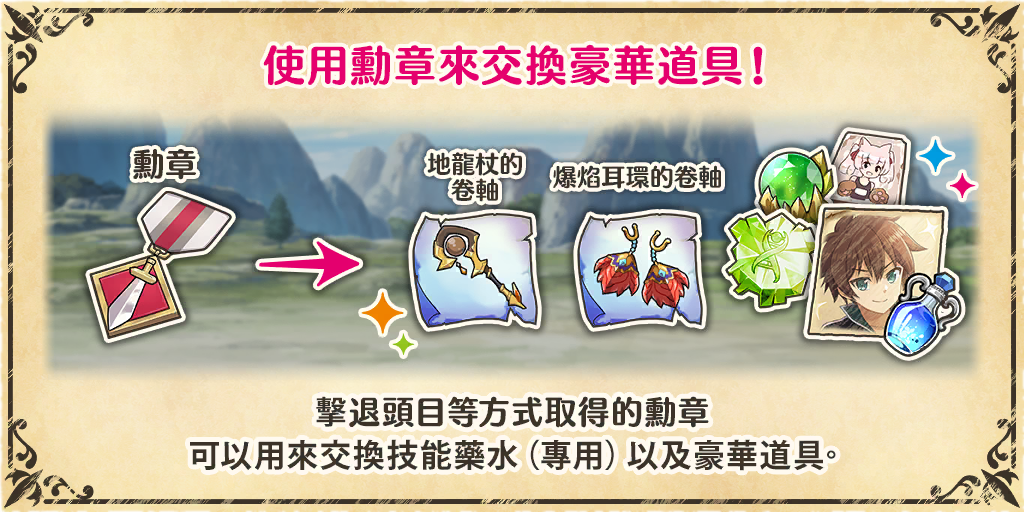 使用勳章來交換豪華道具！
勳章
地龍杖的
卷軸
爆焰耳環的卷軸
擊退頭目等方式取得的勳章
可以用來交換技能藥水（專用）以及豪華道具。